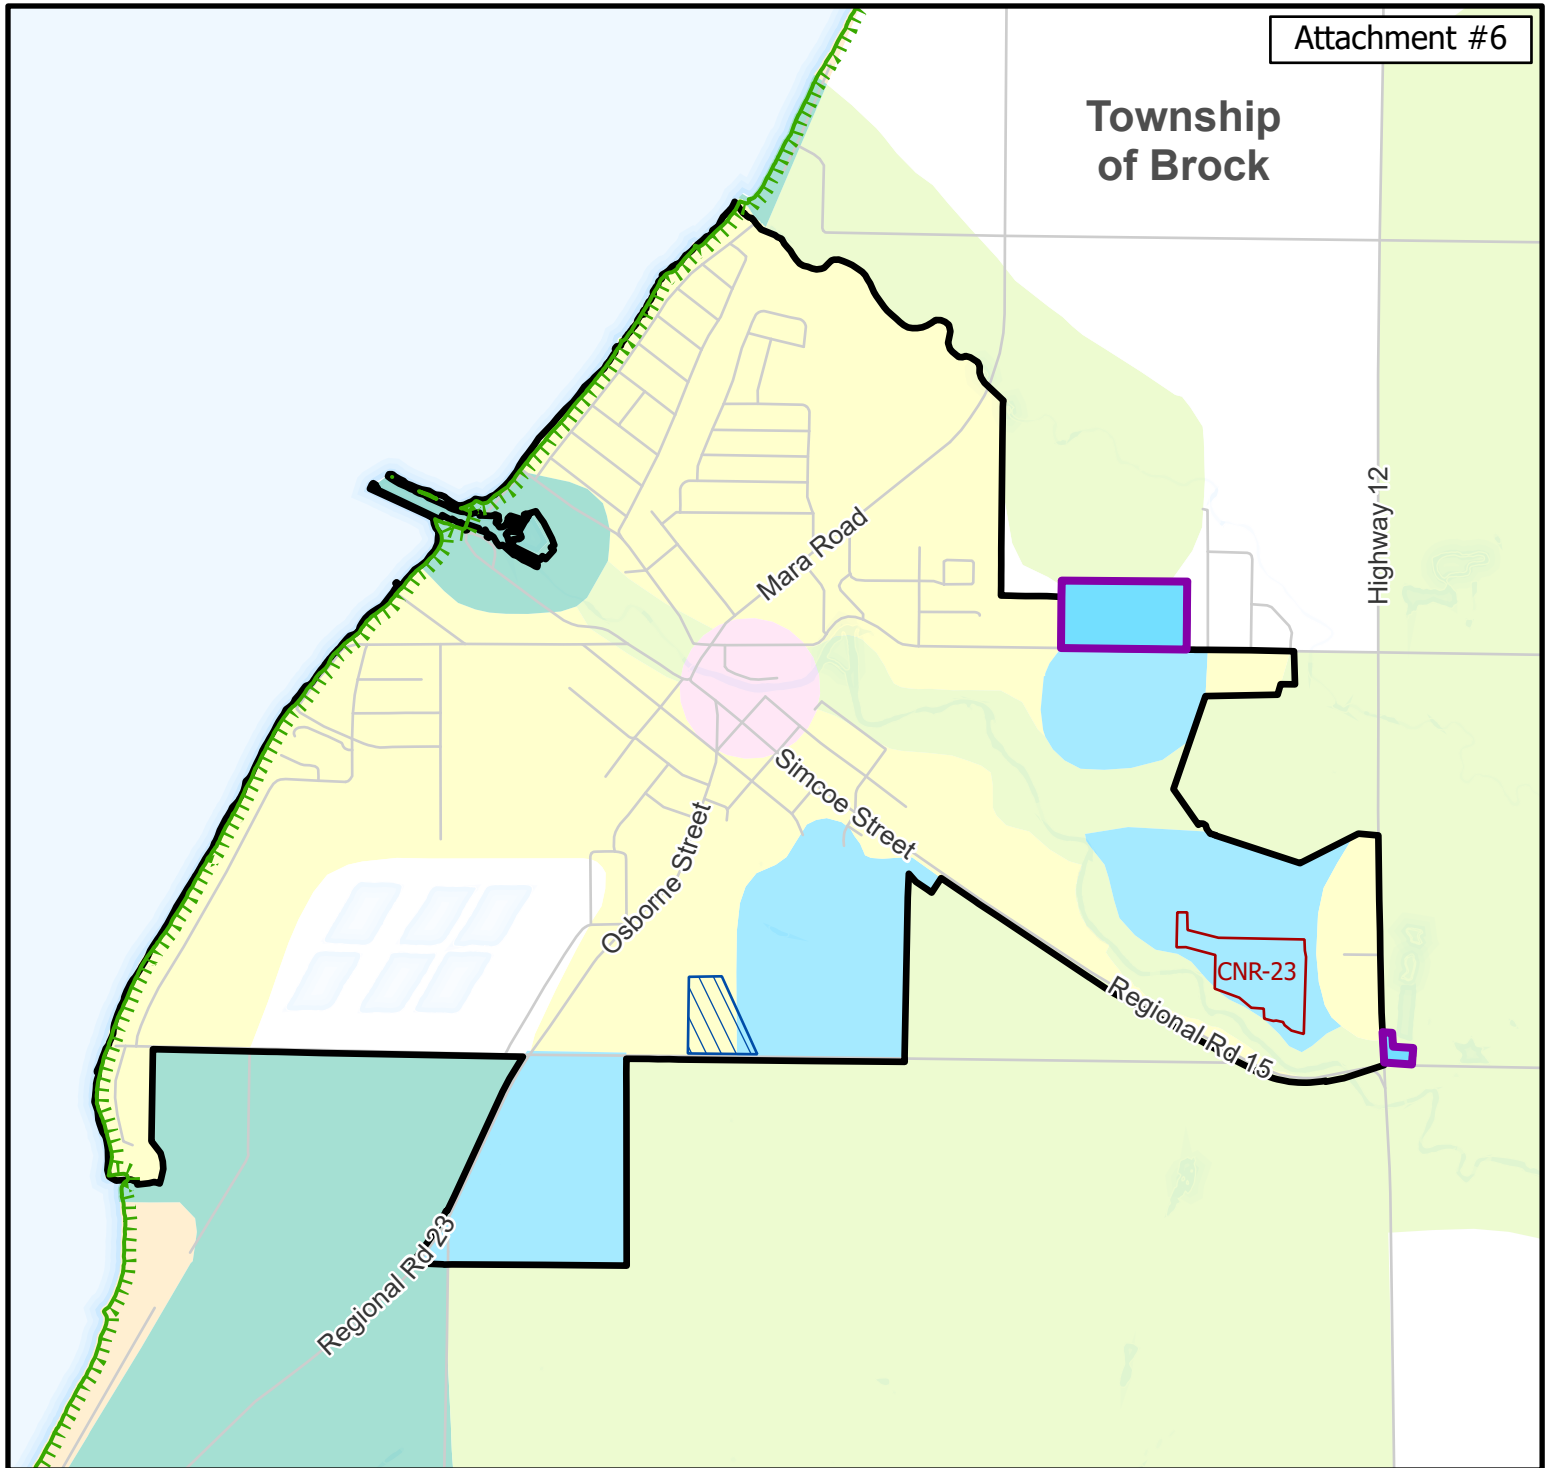 Attachment #6
Township
of Brock
Highway 12
Mara Road
Simcoe Street
Osborne Street
CNR-23
Regional Rd 15
Regional Rd 23